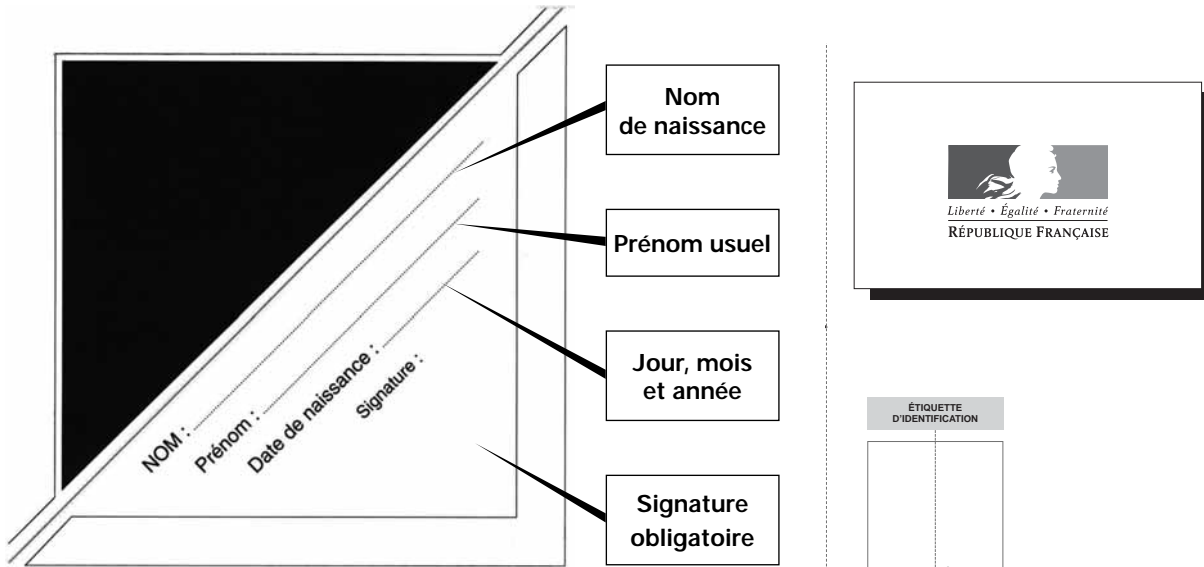 NOM :
Prénom :
Date de naissance :
Signature :
Nom
de naissance
Prénom usuel
Jour, mois
et année
Signature
obligatoire
Liberté • Égalité • Fraternité
RÉPUBLIQUE FRANÇAISE
ÉTIQUETTE
D'IDENTIFICATION